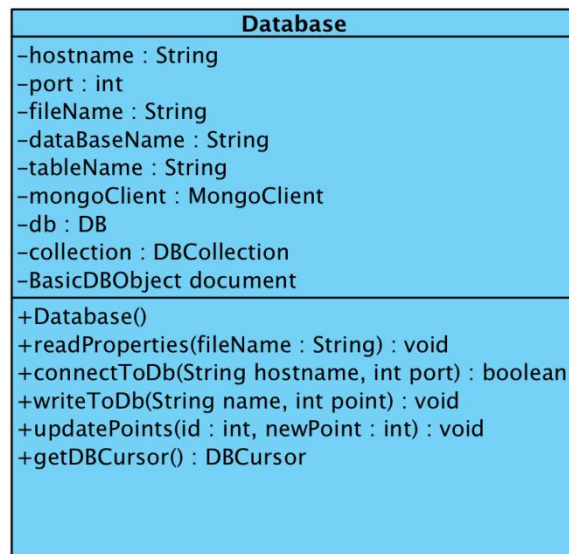 Database
-hostname : String
-port : int
-fileName : String
-dataBaseName : String
-tableName : String
-mongoClient : MongoClient
-db : DB
-collection : DBCollection
-BasicDBObject document
+Database()
+readProperties(fileName : String) : void
+connectToDb(String hostname, int port) : boolean
+writeToDb(String name, int point) : void
+updatePoints(id : int, newPoint : int) : void
+getDBCursor() : DBCursor